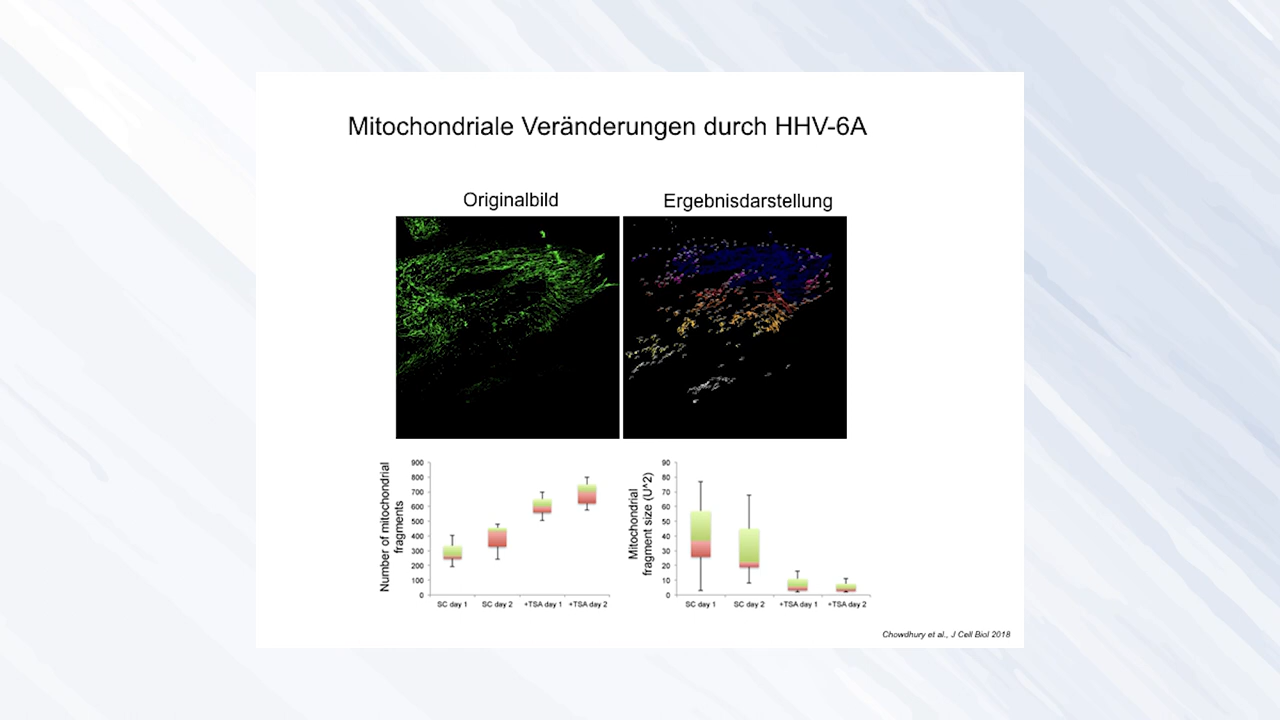 Mitochondriale Veränderungen durch HHV-6A
Originalbild
Ergebnisdarstellung
Number of mitochondrial
fragments
900
800
700
600
500
400
300
200
100
0
SC day 1
SC day 2
+TSA day 1
+TSA day 2
Mitochondrial
fragment size (U^2)
90
80
70
60
50
40
30
20
10
0
SC day 1
SC day 2
+TSA day 1
+TSA day 2
Chowdhury et al., J Cell Biol 2018